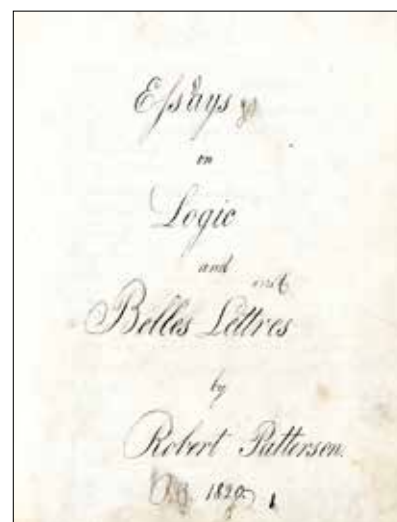 Eſsays
on
Logic
and
Belles Lettres
by
Robert Patterson.
1820